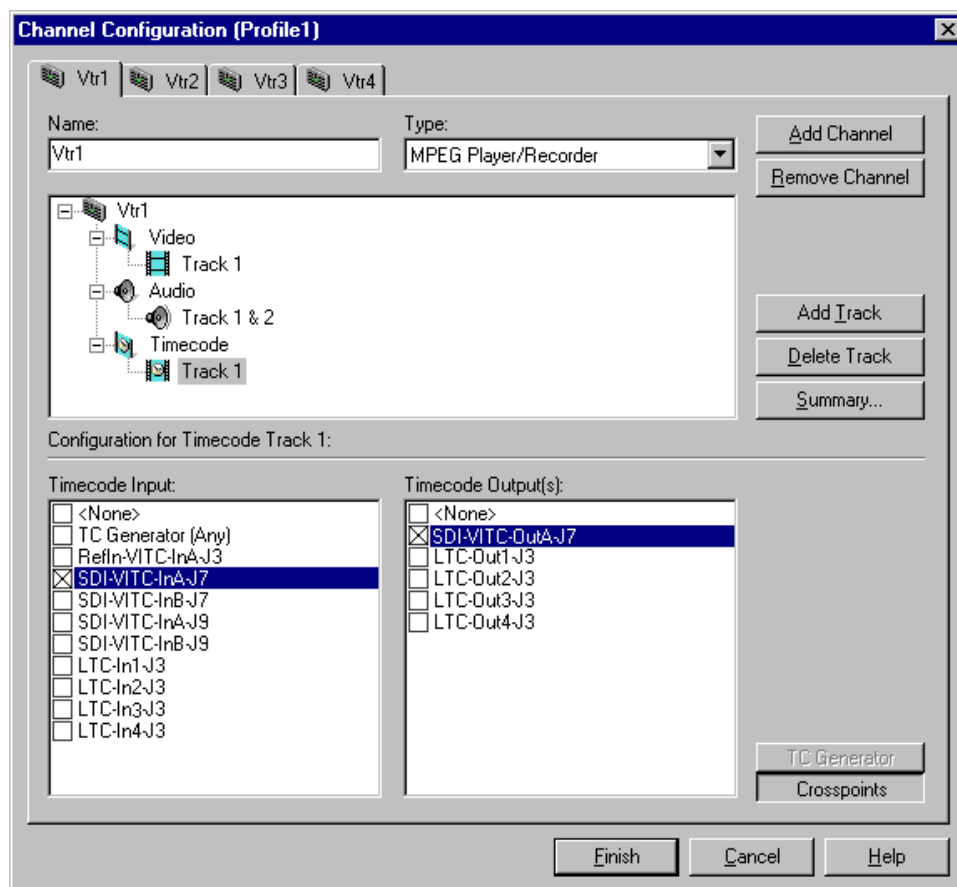 Channel Configuration (Profile1)
Vtr1 Vtr2 Vtr3 Vtr4
Name:
Vtr1
Type:
MPEG Player/Recorder
Add Channel
Remove Channel
Vtr1
Video
Track 1
Audio
Track 1 & 2
Timecode
Track 1
Add Track
Delete Track
Summary...
Configuration for Timecode Track 1:
Timecode Input:
<None>
TC Generator (Any)
RefIn-VITC-InA-J3
SDI-VITC-InA-J7
SDI-VITC-InB-J7
SDI-VITC-InA-J9
SDI-VITC-InB-J9
LTC-In1-J3
LTC-In2-J3
LTC-In3-J3
LTC-In4-J3
Timecode Output(s):
<None>
SDI-VITC-OutA-J7
LTC-Out1-J3
LTC-Out2-J3
LTC-Out3-J3
LTC-Out4-J3
TC Generator
Crosspoints
Finish
Cancel
Help